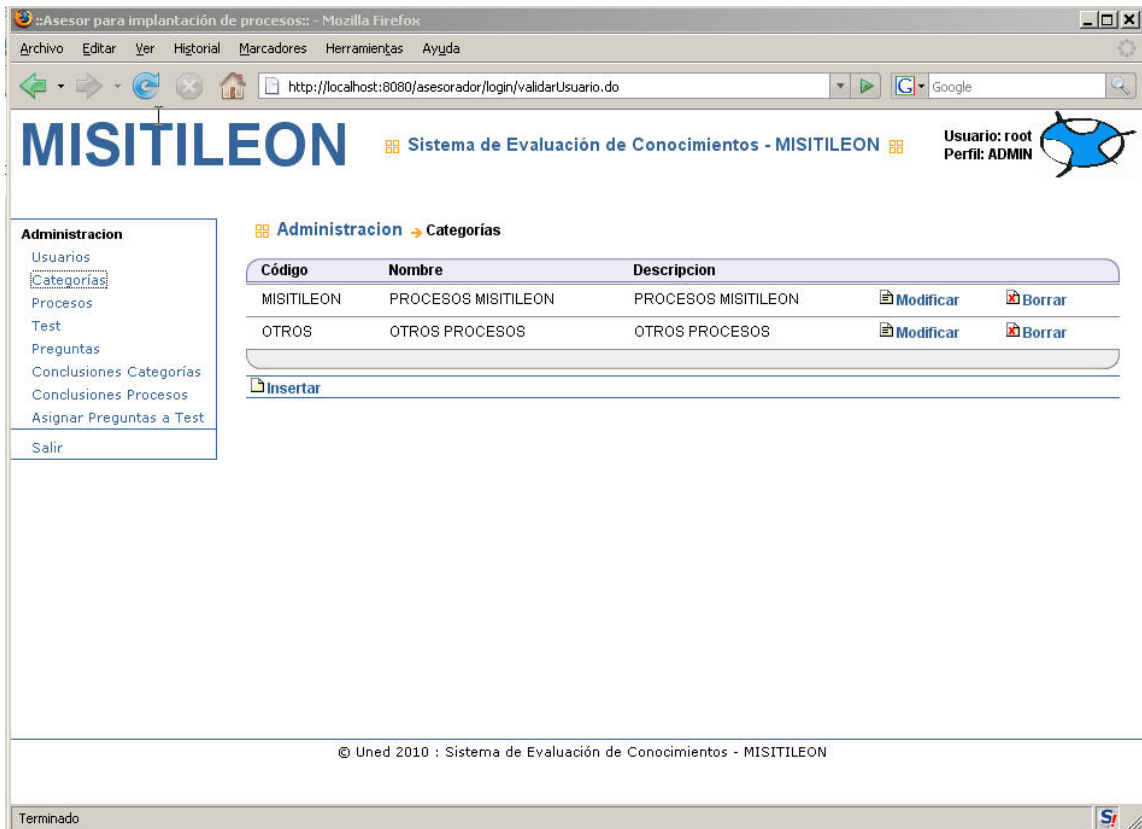 ::Asesor para implantación de procesos:: - Mozilla Firefox
Archivo Editar Ver Historial Marcadores Herramientas Ayuda
http://localhost:8080/asesorador/login/validarUsuario.do
G Google
MISITILEON
Sistema de Evaluación de Conocimientos - MISITILEON
Usuario: root
Perfil: ADMIN
Administracion
Usuarios
Categorías
Procesos
Test
Preguntas
Conclusiones Categorías
Conclusiones Procesos
Asignar Preguntas a Test
Salir
Administracion Categorías
Código Nombre Descripcion
MISITILEON PROCESOS MISITILEON PROCESOS MISITILEON Modificar Borrar
OTROS OTROS PROCESOS OTROS PROCESOS Modificar Borrar
Insertar
© Uned 2010 : Sistema de Evaluación de Conocimientos - MISITILEON
Terminado
S!